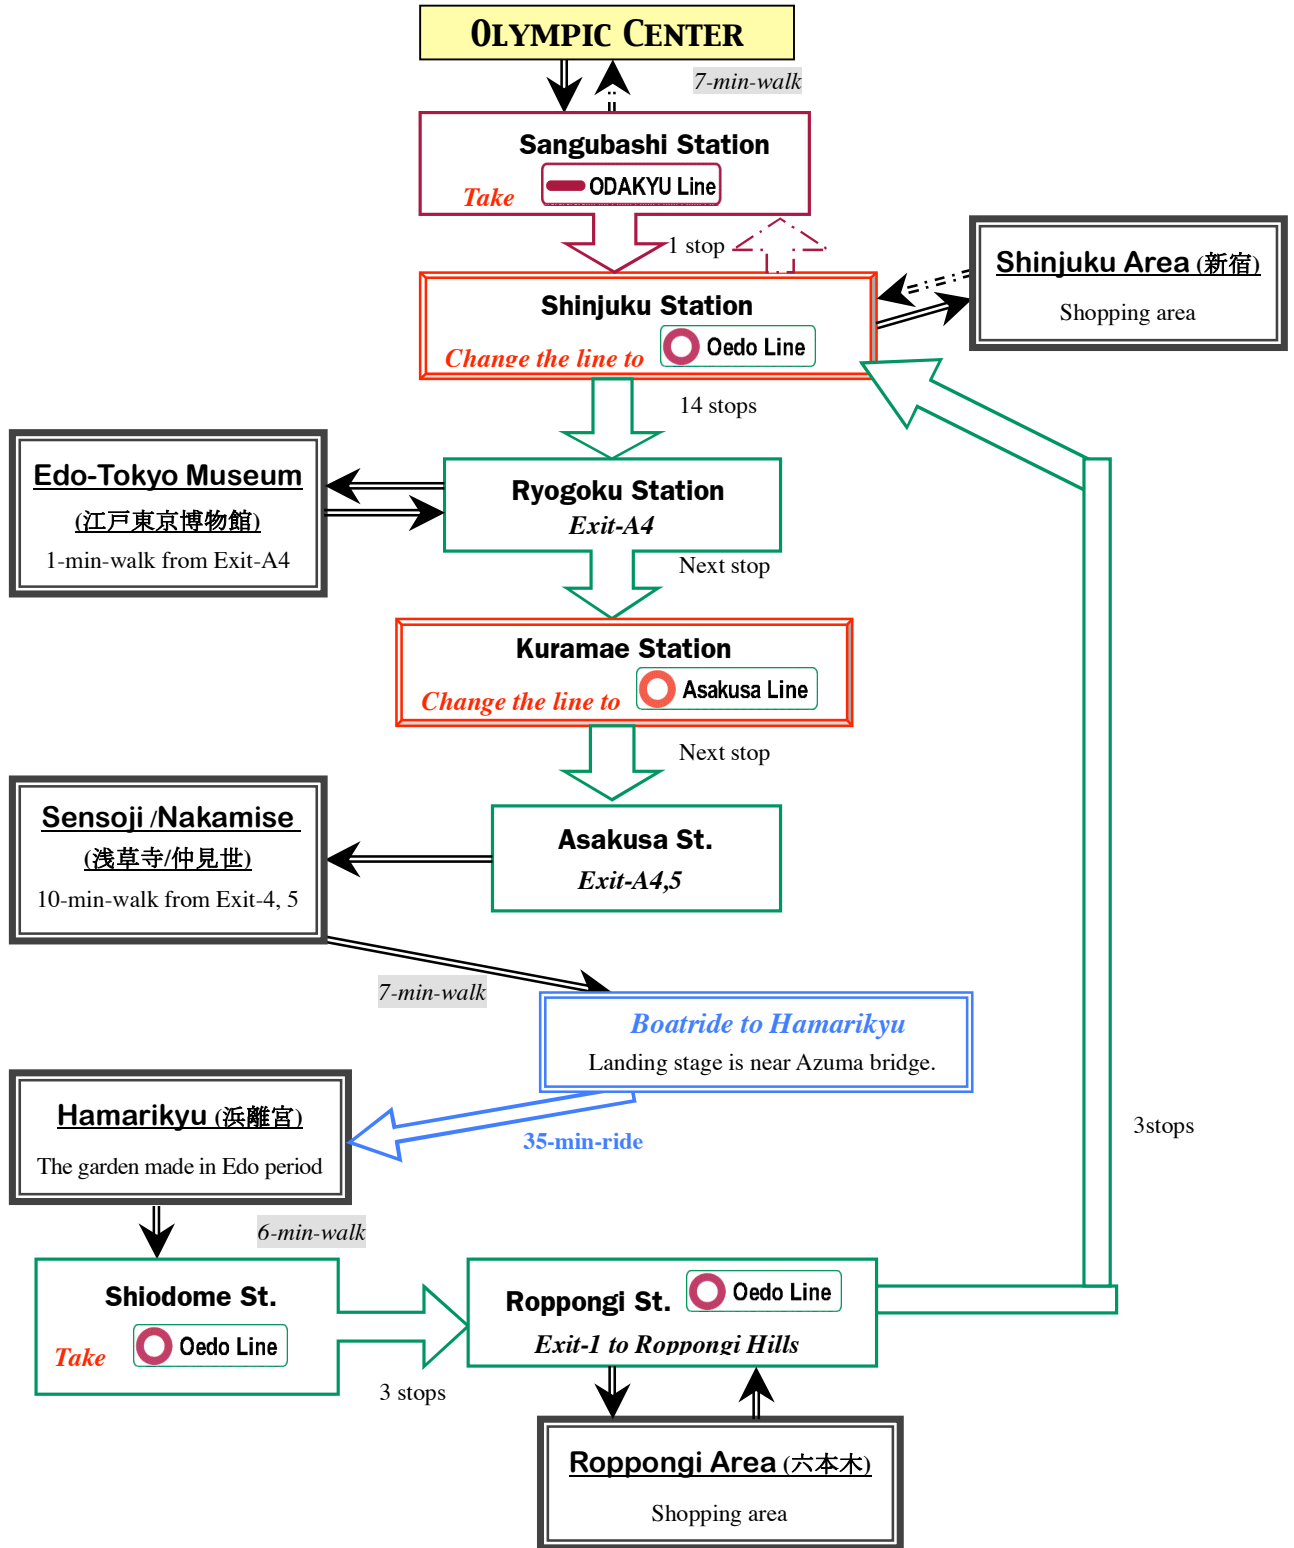 OLYMPIC CENTER
7-min-walk
Sangubashi Station
Take ODAKYU Line
1 stop
Shinjuku Area (新宿)
Shopping area
Shinjuku Station
Change the line to Oedo Line
14 stops
Edo-Tokyo Museum
(江戸東京博物館)
1-min-walk from Exit-A4
Ryogoku Station
Exit-A4
Next stop
Kuramae Station
Change the line to Asakusa Line
Next stop
Sensoji /Nakamise
(浅草寺/仲見世)
10-min-walk from Exit-4, 5
Asakusa St.
Exit-A4,5
7-min-walk
Boatride to Hamarikyu
Landing stage is near Azuma bridge.
Hamarikyu (浜離宮)
The garden made in Edo period
35-min-ride
3stops
6-min-walk
Shiodome St.
Take Oedo Line
3 stops
Roppongi St. Oedo Line
Exit-1 to Roppongi Hills
Roppongi Area (六本木)
Shopping area